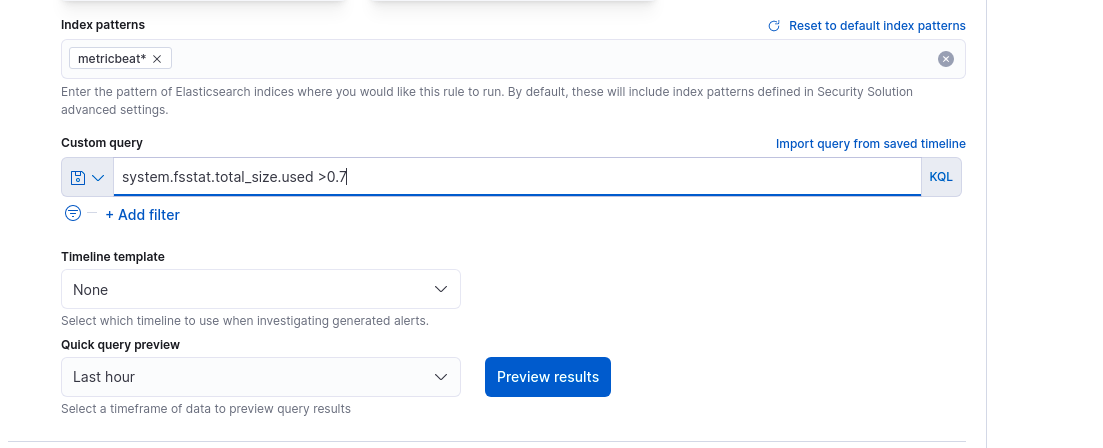 Index patterns
Reset to default index patterns
metricbeat*
Enter the pattern of Elasticsearch indices where you would like this rule to run. By default, these will include index patterns defined in Security Solution
advanced settings.
Custom query
Import query from saved timeline
system.fsstat.total_size.used >0.7
KQL
+ Add filter
Timeline template
None
Select which timeline to use when investigating generated alerts.
Quick query preview
Last hour
Preview results
Select a timeframe of data to preview query results